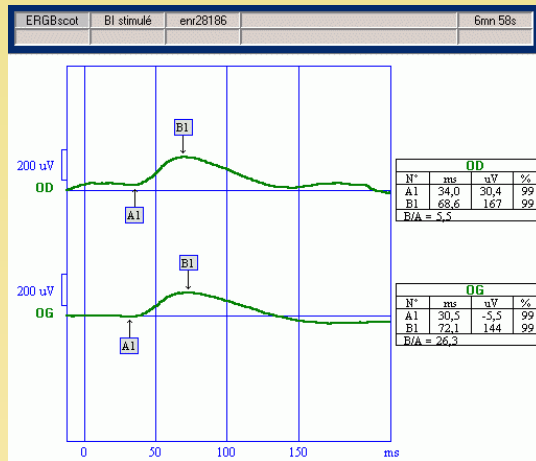 ERGBscot BI stimulé enr28186 6mn 58s
B1
200 uV
OD
A1
OD
N° ms uV %
A1 34,0 30,4 99
B1 68,6 167 99
B/A = 5,5
B1
200 uV
OG
A1
OG
N° ms uV %
A1 30,5 -5,5 99
B1 72,1 144 99
B/A = 26,3
0 50 100 150 ms